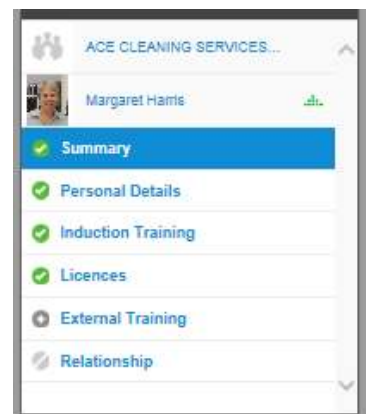 ACE CLEANING SERVICES...
Margaret Harris
Summary
Personal Details
Induction Training
Licences
External Training
Relationship